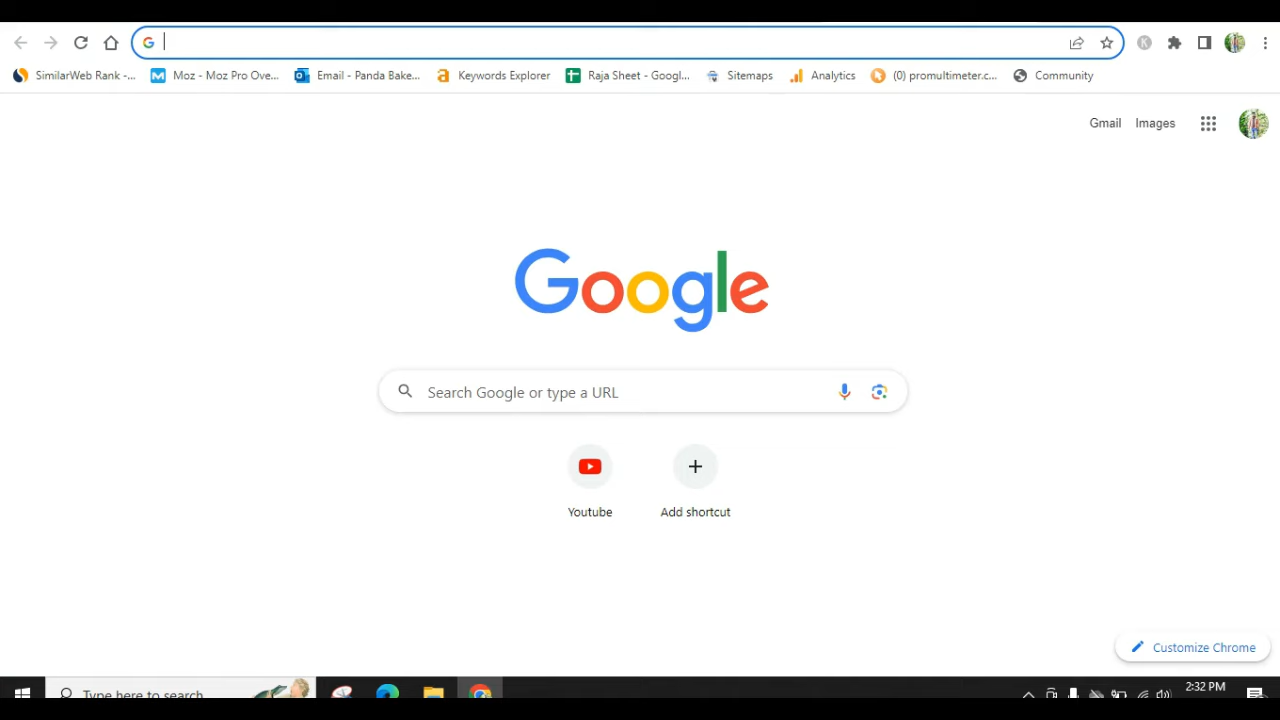 SimilarWeb Rank -...
Moz - Moz Pro Ove...
Email - Panda Bake...
Keywords Explorer
Raja Sheet - Googl...
Sitemaps
Analytics
(0) promultimeter.c...
Community
Gmail
Images
Google
Search Google or type a URL
Youtube
Add shortcut
Customize Chrome
Type here to search
2:32 PM